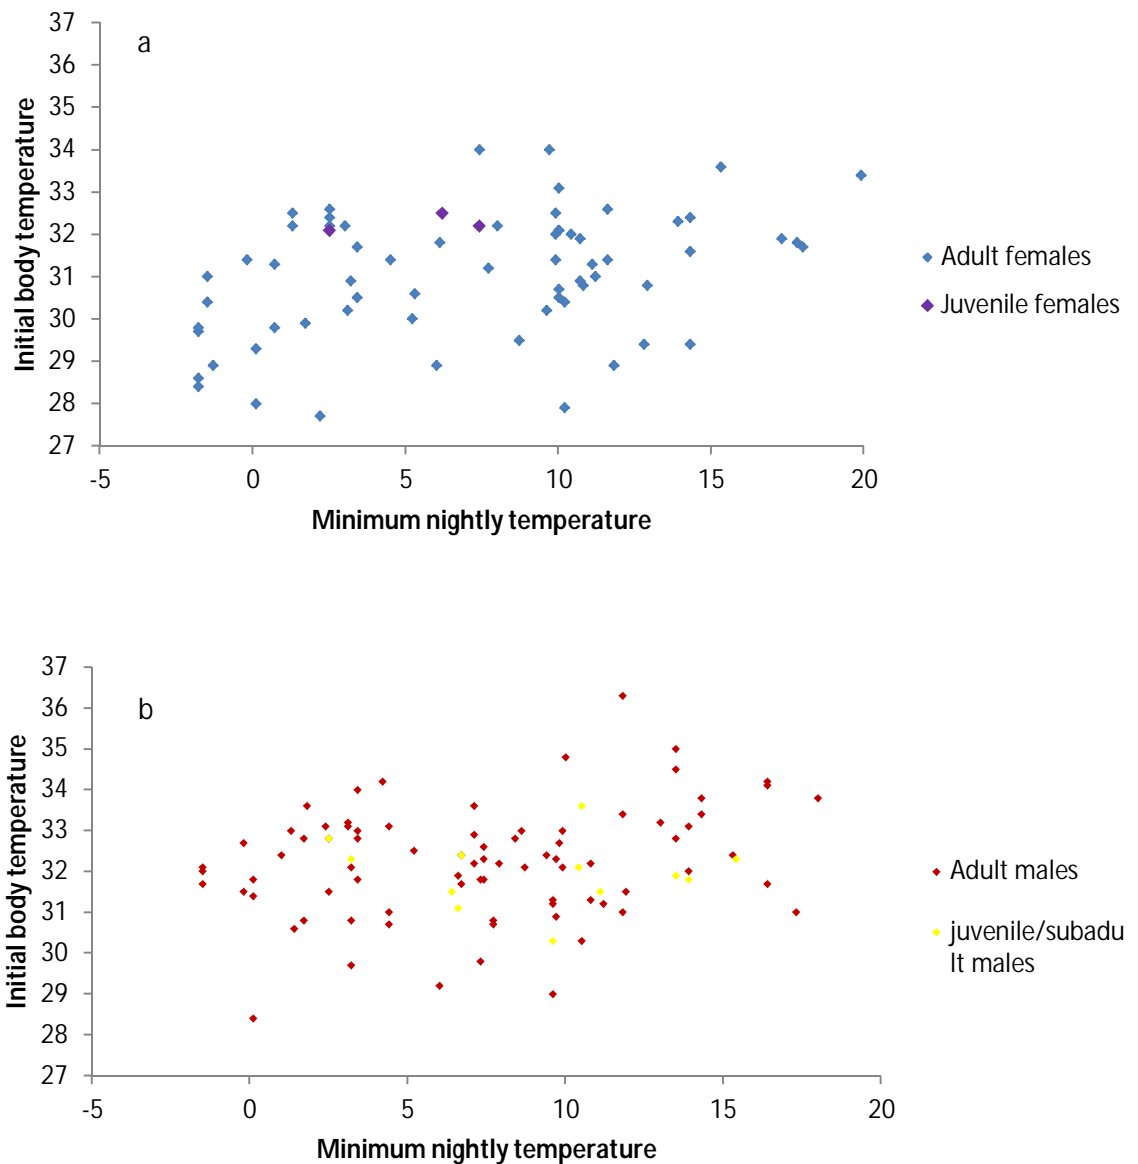 a
37
36
35
34
33
32
31
30
29
28
27
Initial body temperature
-5 0 5 10 15 20
Minimum nightly temperature
Adult females
Juvenile females
b
37
36
35
34
33
32
31
30
29
28
27
Initial body temperature
-5 0 5 10 15 20
Minimum nightly temperature
Adult males
juvenile/subadu
lt males